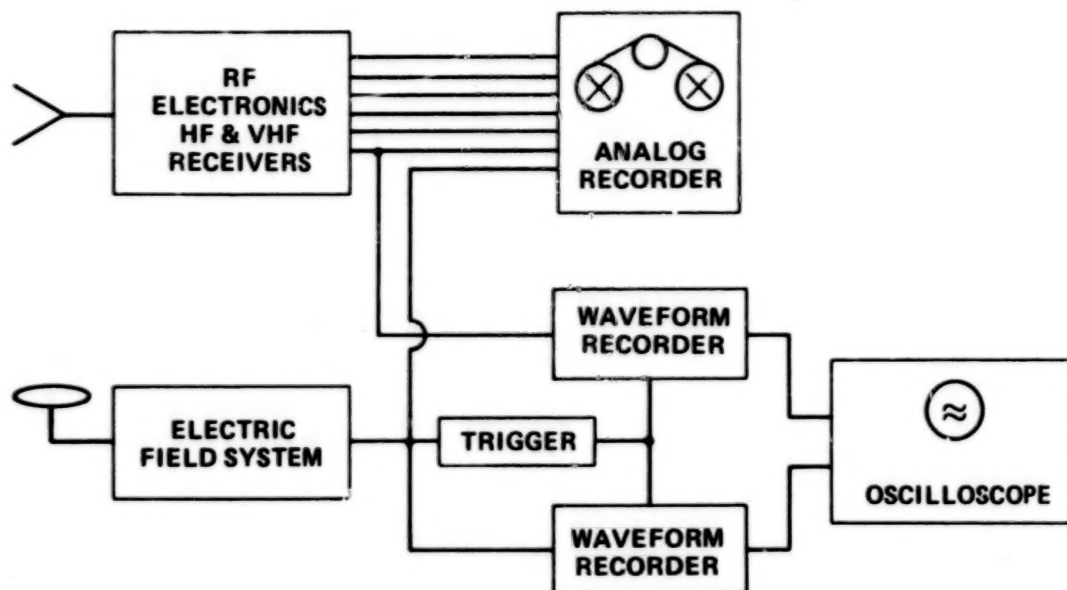 RF
ELECTRONICS
HF & VHF
RECEIVERS
ANALOG
RECORDER
WAVEFORM
RECORDER
ELECTRIC
FIELD SYSTEM
TRIGGER
OSCILLOSCOPE
WAVEFORM
RECORDER